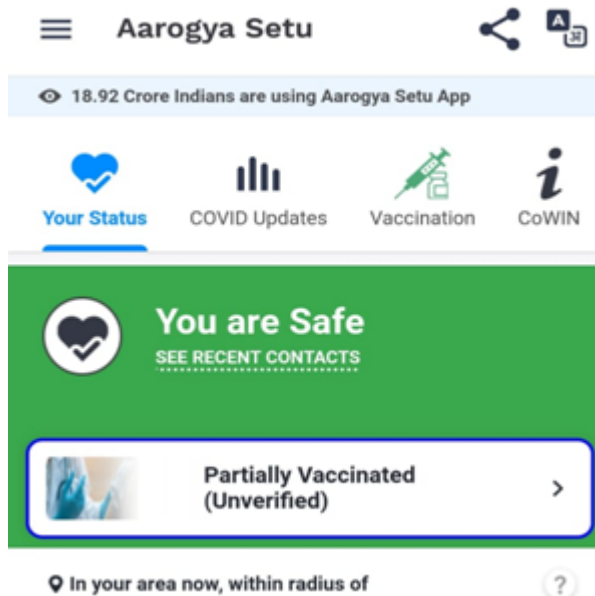 Aarogya Setu
A अ
18.92 Crore Indians are using Aarogya Setu App
Your Status COVID Updates Vaccination CoWIN
You are Safe
SEE RECENT CONTACTS
Partially Vaccinated
(Unverified)
In your area now, within radius of ?